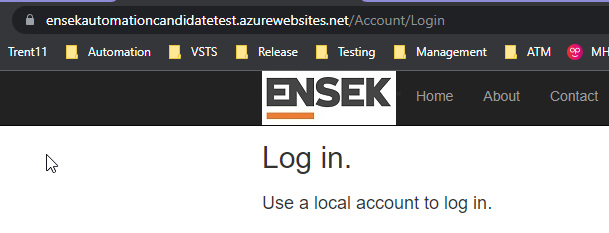 ensekautomationcandidatetest.azurewebsites.net/Account/Login
Trent11 Automation VSTS Release Testing Management ATM MH
ENSEK Home About Contact
Log in.
Use a local account to log in.